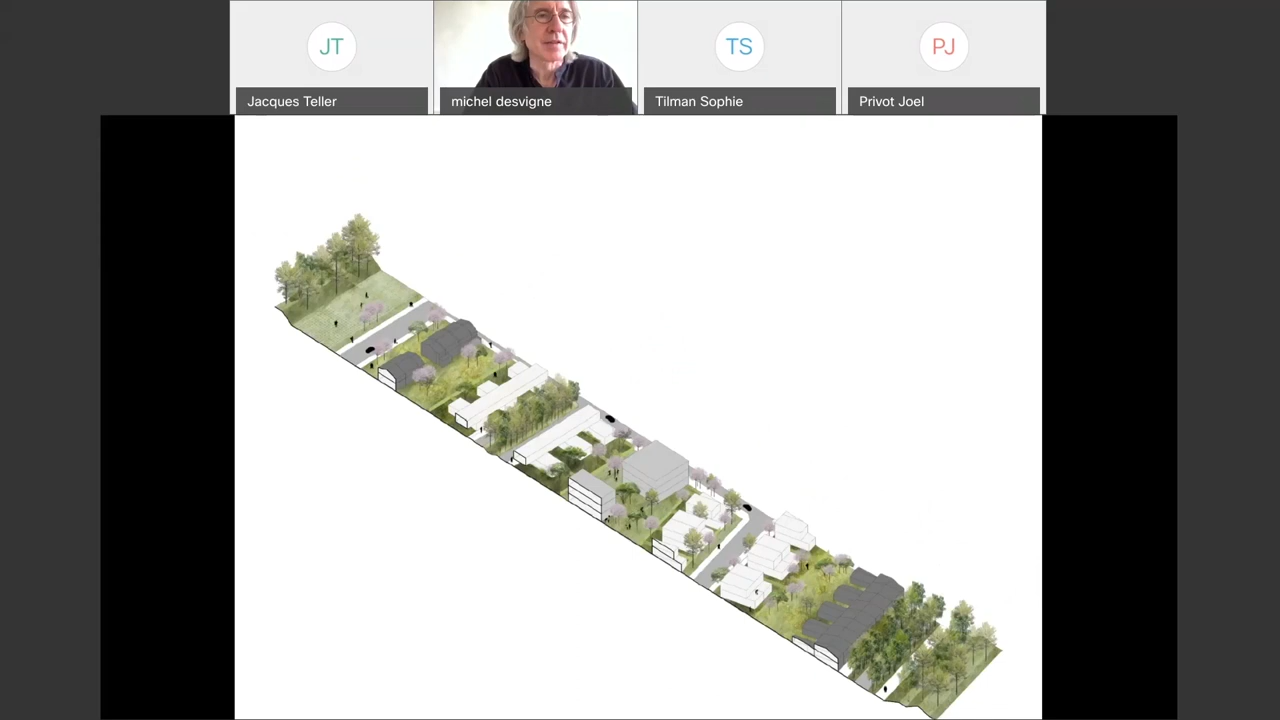 JT
TS
PJ
Jacques Teller
michel desvigne
Tilman Sophie
Privot Joel